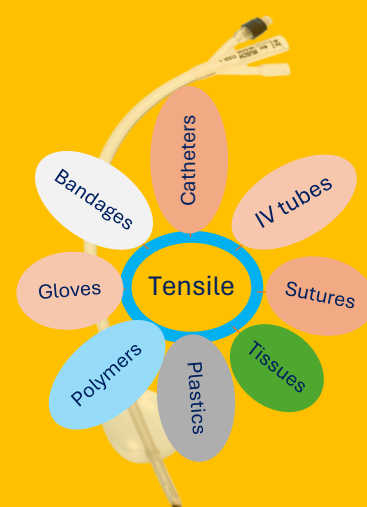 Catheters
Bandages
IV tubes
Gloves
Tensile
Sutures
Polymers
Plastics
Tissues